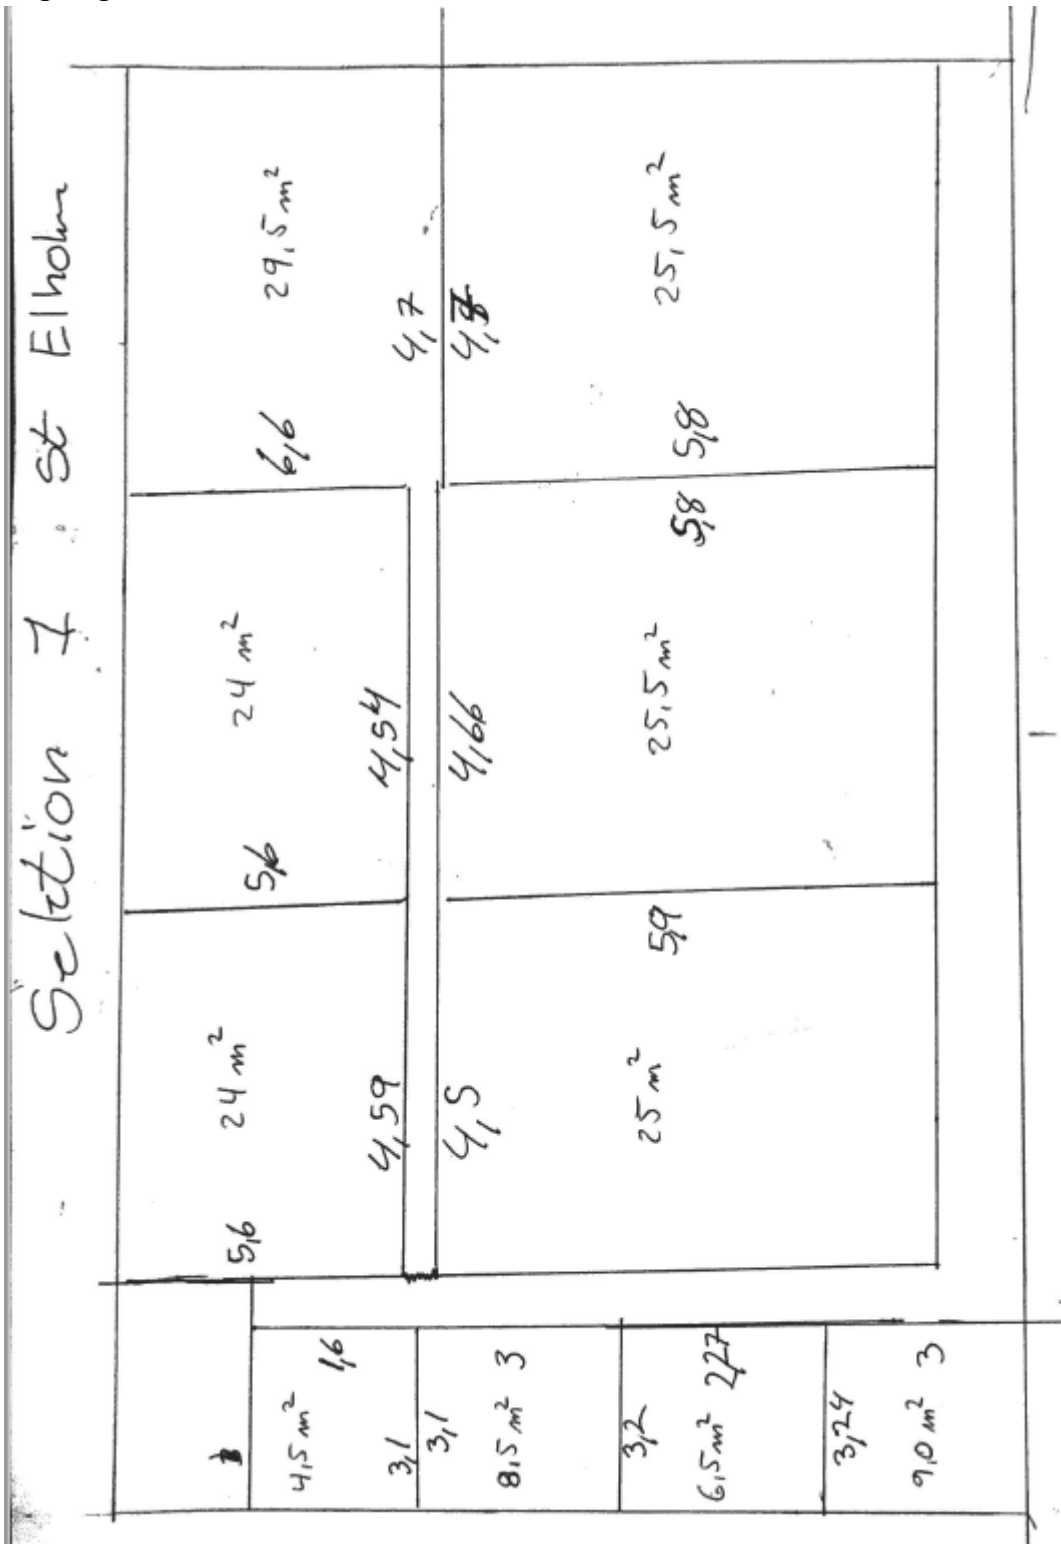 Sektion 1. St Elholm
24 m²
5,6
4,59
24 m²
5,6
4,54
29,5 m²
6,6
4,7
4,5
25 m²
5,9
4,66
25,5 m²
5,8
25,5 m²
5,8
4,5 m²
1,6
3,1
3,1
8,5 m² 3
3,2
6,5 m² 2,27
3,24
9,0 m² 3